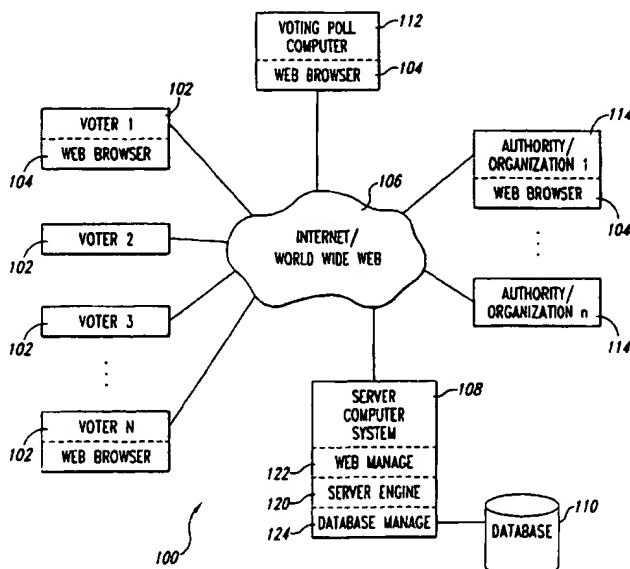 VOTING POLL
COMPUTER
WEB BROWSER
112
104
102
VOTER 1
WEB BROWSER
104
VOTER 2
102
VOTER 3
102
VOTER N
WEB BROWSER
102
106
INTERNET/
WORLD WIDE WEB
114
AUTHORITY/
ORGANIZATION 1
WEB BROWSER
104
AUTHORITY/
ORGANIZATION n
114
SERVER
COMPUTER
SYSTEM
108
122
WEB MANAGE
120
SERVER ENGINE
124
DATABASE MANAGE
DATABASE
110
100